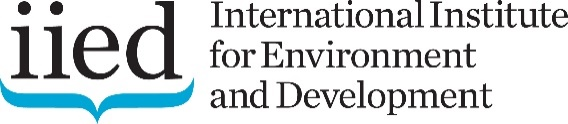 iied
International Institute
for Environment
and Development